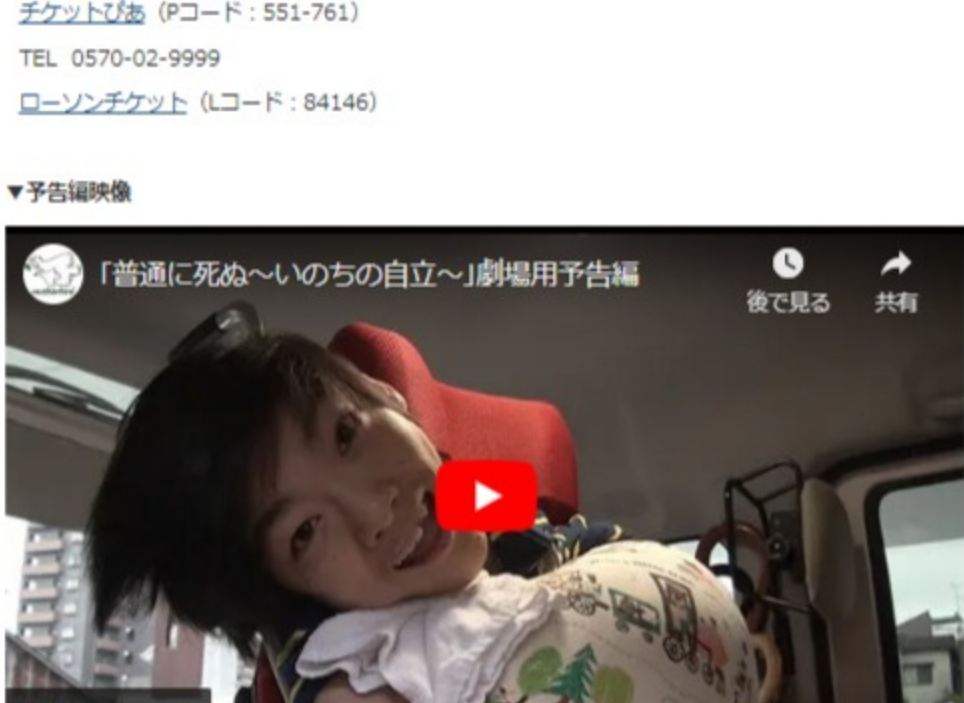 チケットぴあ（Pコード：551-761）
TEL 0570-02-9999
ローソンチケット（Lコード：84146）
▼予告編映像
「普通に死ぬ～いのちの自立～」劇場用予告編
後で見る
共有